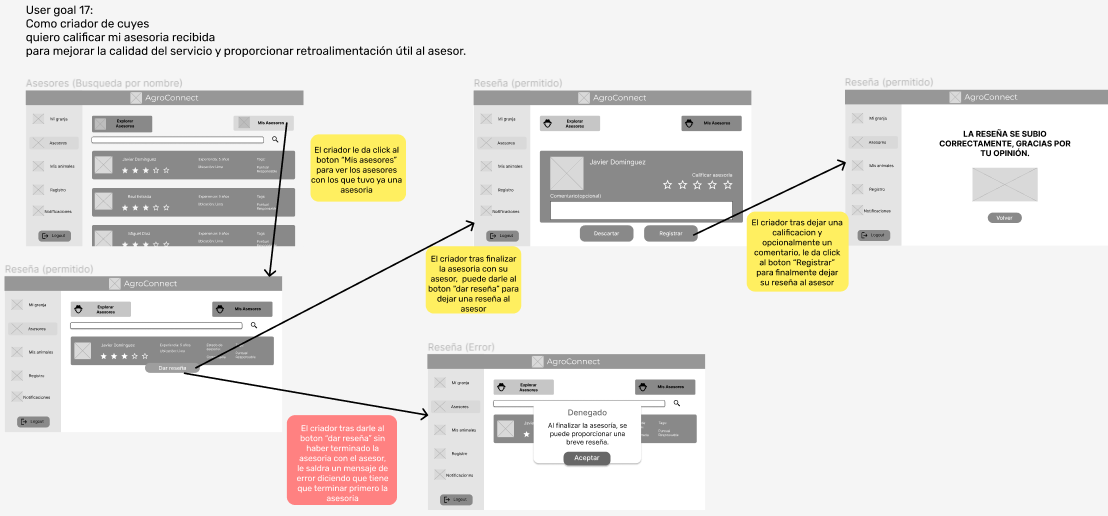 User goal 17:
Como criador de cuyes
quiero calificar mi asesoria recibida
para mejorar la calidad del servicio y proporcionar retroalimentación útil al asesor.
Asesores (Busqueda por nombre)
AgroConnect
Mi granja
Asesores
Mis animales
Registro
Notificaciones
Logout
Explorar
Asesores
Mis Asesores
Javier Domínguez
Experiencia: 5 años
Ubicación: Lima
Tags:
Puntual
Responsable
Miguel Diaz
El criador le da click al
boton "Mis asesores"
para ver los asesores
con los que tuvo ya una
asesoria
Reseña (permitido)
AgroConnect
Mi granja
Asesores
Mis animales
Registro
Notificaciones
Logout
Explorar
Asesores
Mis Asesores
Javier Dominguez
Calificar asesoria
Comentario(opcional)
Descartar
Registrar
Reseña (permitido)
AgroConnect
Mi granja
Asesores
Mis animales
Registro
Notificaciones
Logout
LA RESEÑA SE SUBIO
CORRECTAMENTE, GRACIAS POR
TU OPINIÓN.
Volver
El criador tras finalizar
la asesoria con su
asesor,  puede darle al
boton "dar reseña" para
dejar una reseña al
asesor
El criador tras dejar una
calificacion y
opcionalmente un
comentario, le da click
al boton "Registrar"
para finalmente dejar
su reseña al asesor
Reseña (permitido)
AgroConnect
Mi granja
Asesores
Mis animales
Registro
Notificaciones
Logout
Explorar
Asesores
Mis Asesores
Javier Domínguez
Dar reseña
El criador tras darle al
boton "dar reseña" sin
haber terminado la
asesoria con el asesor,
le saldra un mensaje de
error diciendo que tiene
que terminar primero la
asesoria
Reseña (Error)
AgroConnect
Mi granja
Asesores
Mis animales
Registro
Notificaciones
Logout
Explorar
Asesores
Mis Asesores
Denegado
Al finalizar la asesoría, se
puede proporcionar una
breve reseña.
Aceptar